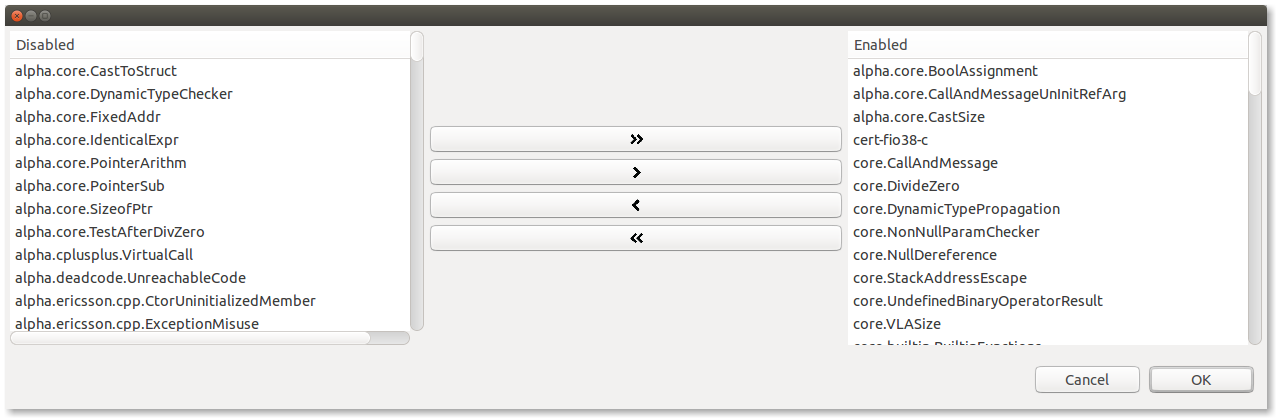 Disabled
alpha.core.CastToStruct
alpha.core.DynamicTypeChecker
alpha.core.FixedAddr
alpha.core.IdenticalExpr
alpha.core.PointerArithm
alpha.core.PointerSub
alpha.core.SizeofPtr
alpha.core.TestAfterDivZero
alpha.cplusplus.VirtualCall
alpha.deadcode.UnreachableCode
alpha.ericsson.cpp.CtorUninitializedMember
alpha.ericsson.cpp.ExceptionMisuse
Enabled
alpha.core.BoolAssignment
alpha.core.CallAndMessageUnInitRefArg
alpha.core.CastSize
cert-fio38-c
core.CallAndMessage
core.DivideZero
core.DynamicTypePropagation
core.NonNullParamChecker
core.NullDereference
core.StackAddressEscape
core.UndefinedBinaryOperatorResult
core.VLASize
core.builtin.BuiltinFunctions
Cancel
OK